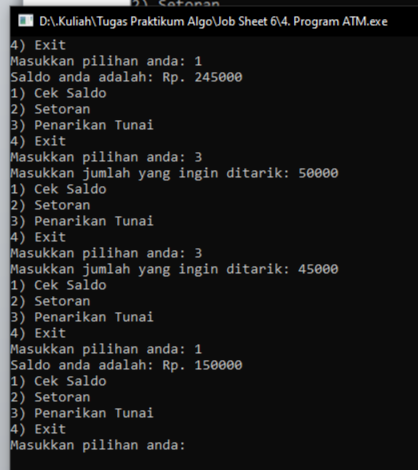 2) Setoran
D:\.Kuliah\Tugas Praktikum Algo\Job Sheet 6\4. Program ATM.exe
4) Exit
Masukkan pilihan anda: 1
Saldo anda adalah: Rp. 245000
1) Cek Saldo
2) Setoran
3) Penarikan Tunai
4) Exit
Masukkan pilihan anda: 3
Masukkan jumlah yang ingin ditarik: 50000
1) Cek Saldo
2) Setoran
3) Penarikan Tunai
4) Exit
Masukkan pilihan anda: 3
Masukkan jumlah yang ingin ditarik: 45000
1) Cek Saldo
2) Setoran
3) Penarikan Tunai
4) Exit
Masukkan pilihan anda: 1
Saldo anda adalah: Rp. 150000
1) Cek Saldo
2) Setoran
3) Penarikan Tunai
4) Exit
Masukkan pilihan anda: